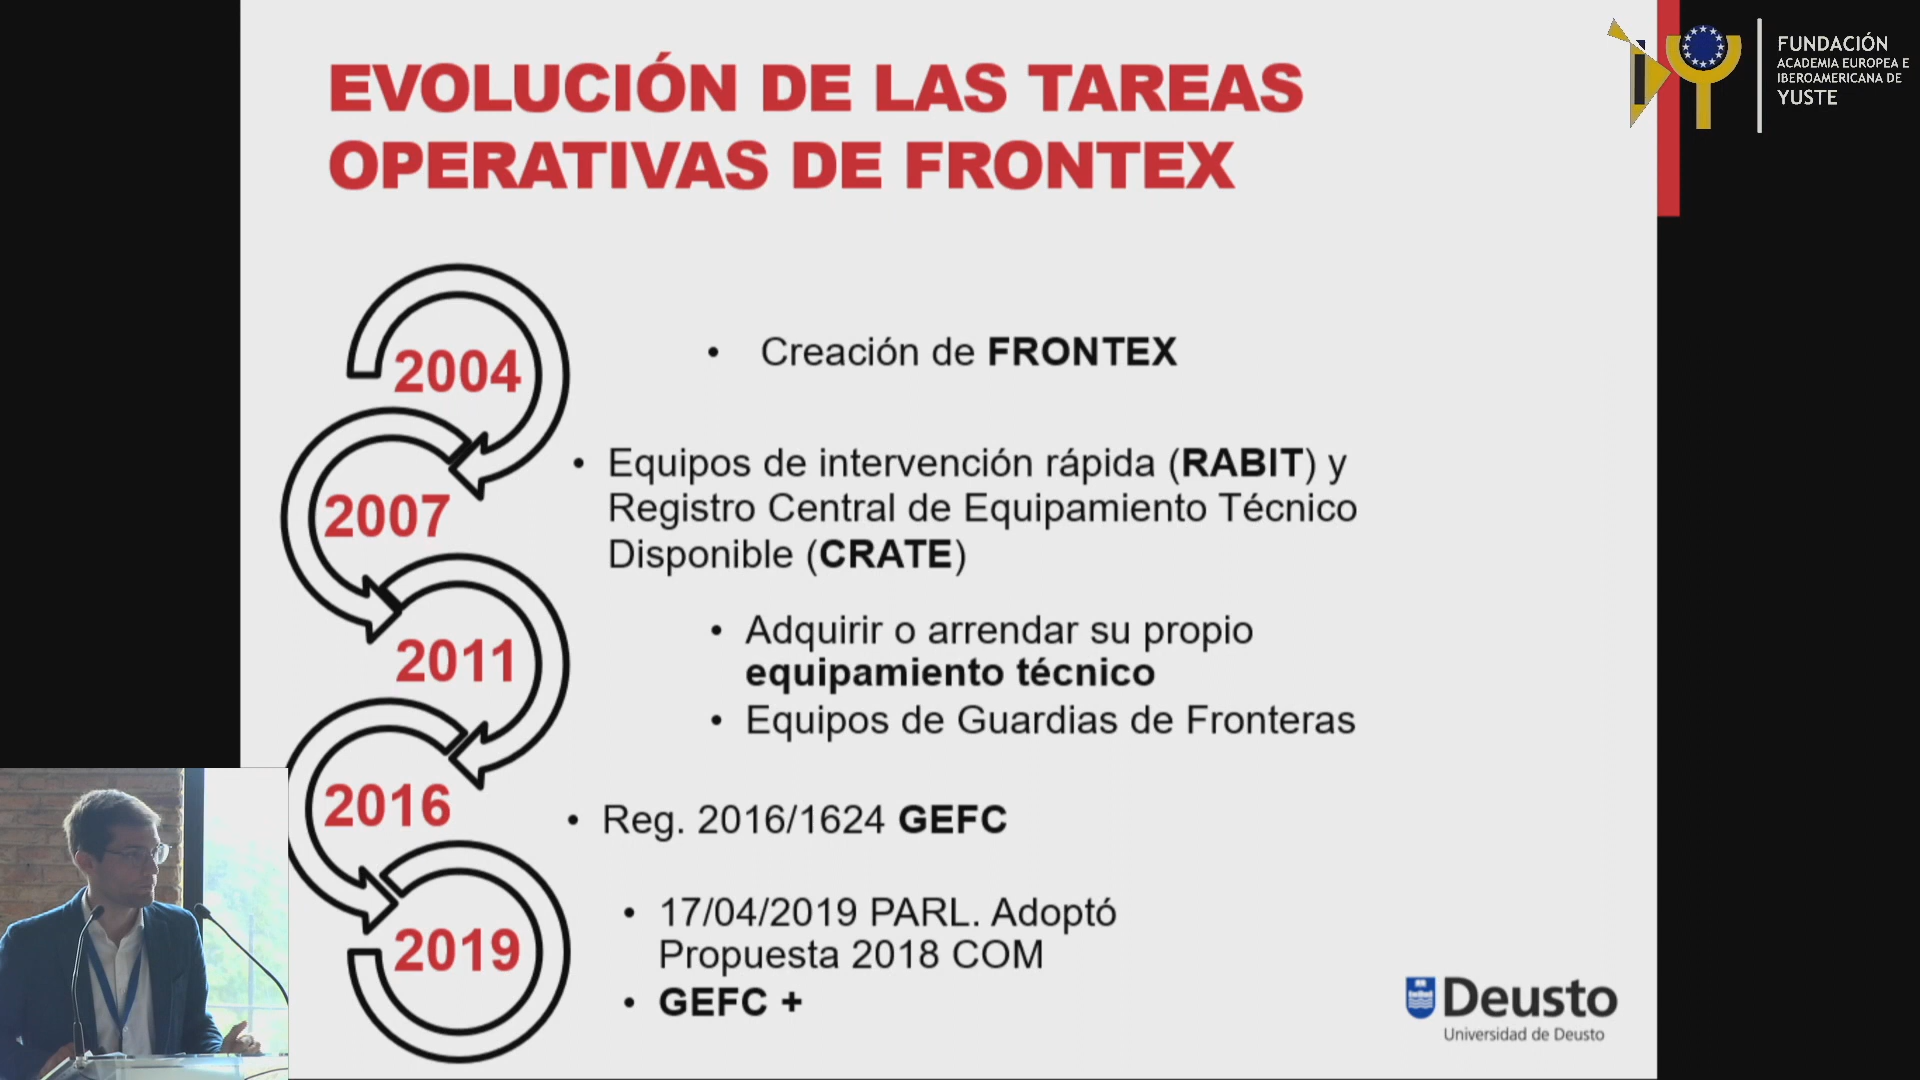 EVOLUCIÓN DE LAS TAREAS
OPERATIVAS DE FRONTEX
FUNDACIÓN
ACADEMIA EUROPEA E
IBEROAMERICANA DE
YUSTE
2004
• Creación de FRONTEX
2007
• Equipos de intervención rápida (RABIT) y
Registro Central de Equipamiento Técnico
Disponible (CRATE)
2011
• Adquirir o arrendar su propio
equipamiento técnico
• Equipos de Guardias de Fronteras
2016
• Reg. 2016/1624 GEFC
2019
• 17/04/2019 PARL. Adoptó
Propuesta 2018 COM
• GEFC +
Deusto
Universidad de Deusto